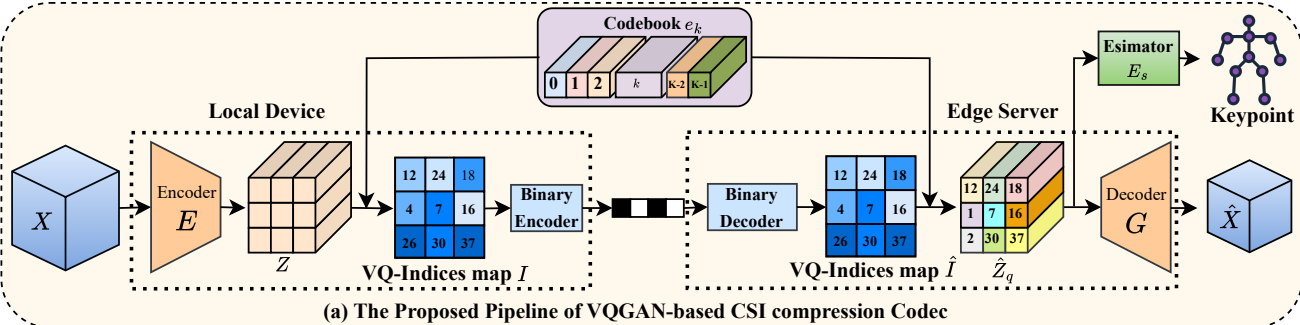 Codebook e_k
0 1 2 k K-2 K-1
Esimator
E_s
Keypoint
Local Device
Edge Server
X
Encoder
E
Z
12 24 18
4 7 16
26 30 37
VQ-Indices map I
Binary
Encoder
Binary
Decoder
12 24 18
4 7 16
26 30 37
VQ-Indices map Î
12 24 18
1 7 16
2 30 37
Ẑ_q
Decoder
G
X̂
(a) The Proposed Pipeline of VQGAN-based CSI compression Codec